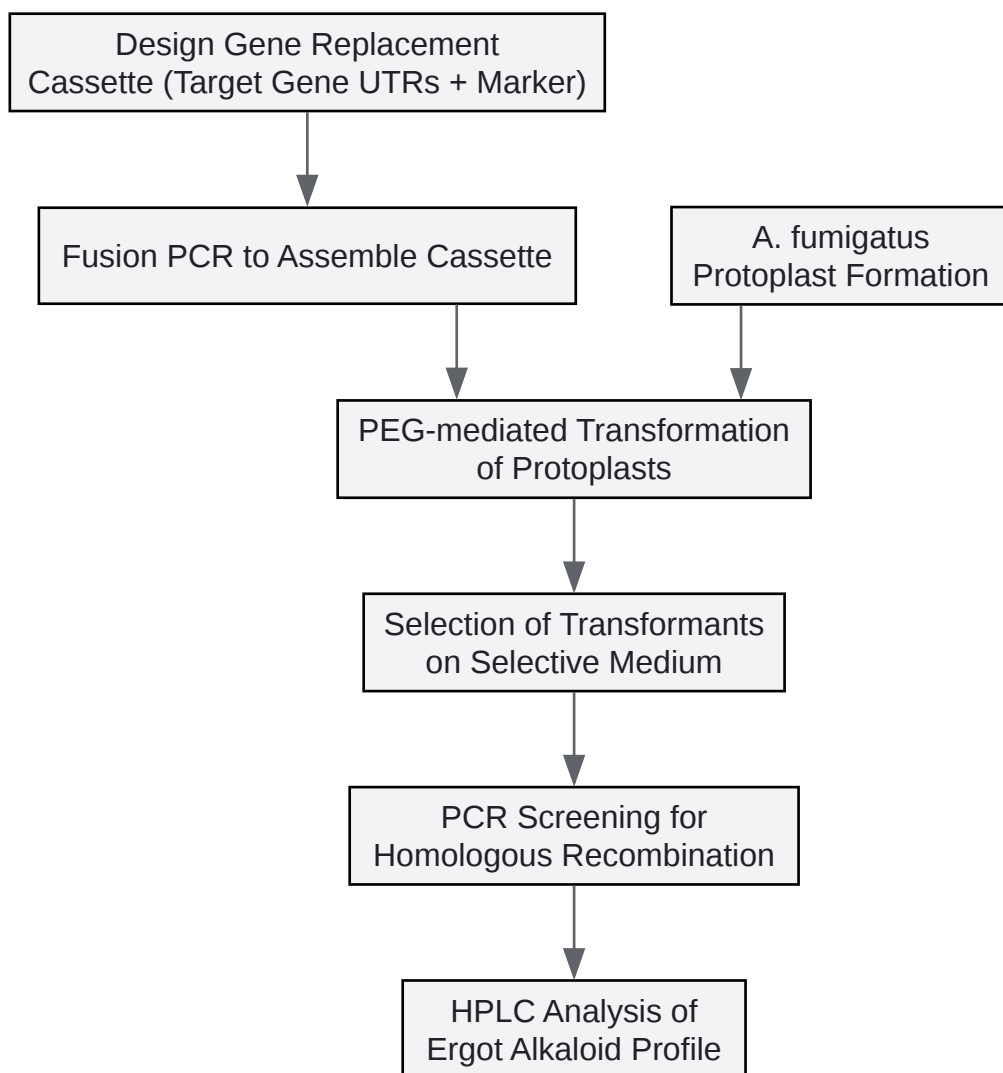 Design Gene Replacement
Cassette (Target Gene UTRs + Marker)
Fusion PCR to Assemble Cassette
A. fumigatus
Protoplast Formation
PEG-mediated Transformation
of Protoplasts
Selection of Transformants
on Selective Medium
PCR Screening for
Homologous Recombination
HPLC Analysis of
Ergot Alkaloid Profile